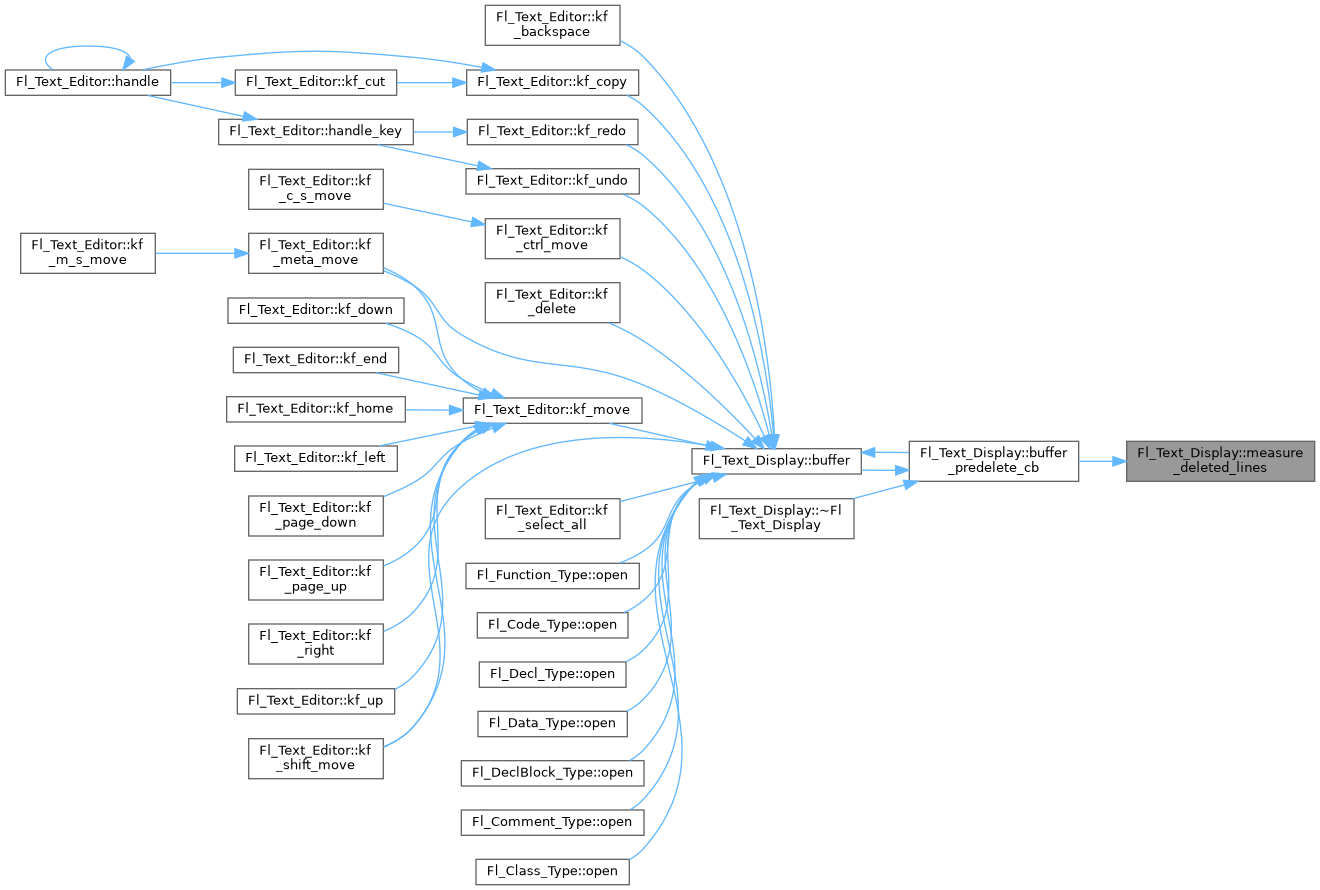 Fl_Text_Editor::kf
_backspace
Fl_Text_Editor::handle
Fl_Text_Editor::kf_cut
Fl_Text_Editor::kf_copy
Fl_Text_Editor::handle_key
Fl_Text_Editor::kf_redo
Fl_Text_Editor::kf
_c_s_move
Fl_Text_Editor::kf_undo
Fl_Text_Editor::kf
_m_s_move
Fl_Text_Editor::kf
_meta_move
Fl_Text_Editor::kf
_ctrl_move
Fl_Text_Editor::kf_down
Fl_Text_Editor::kf
_delete
Fl_Text_Editor::kf_end
Fl_Text_Editor::kf_home
Fl_Text_Editor::kf_move
Fl_Text_Editor::kf_left
Fl_Text_Display::buffer
Fl_Text_Display::buffer
_predelete_cb
Fl_Text_Display::measure
_deleted_lines
Fl_Text_Editor::kf
_page_down
Fl_Text_Editor::kf
_select_all
Fl_Text_Display::~Fl
_Text_Display
Fl_Text_Editor::kf
_page_up
Fl_Function_Type::open
Fl_Text_Editor::kf
_right
Fl_Code_Type::open
Fl_Decl_Type::open
Fl_Text_Editor::kf_up
Fl_Data_Type::open
Fl_Text_Editor::kf
_shift_move
Fl_DeclBlock_Type::open
Fl_Comment_Type::open
Fl_Class_Type::open